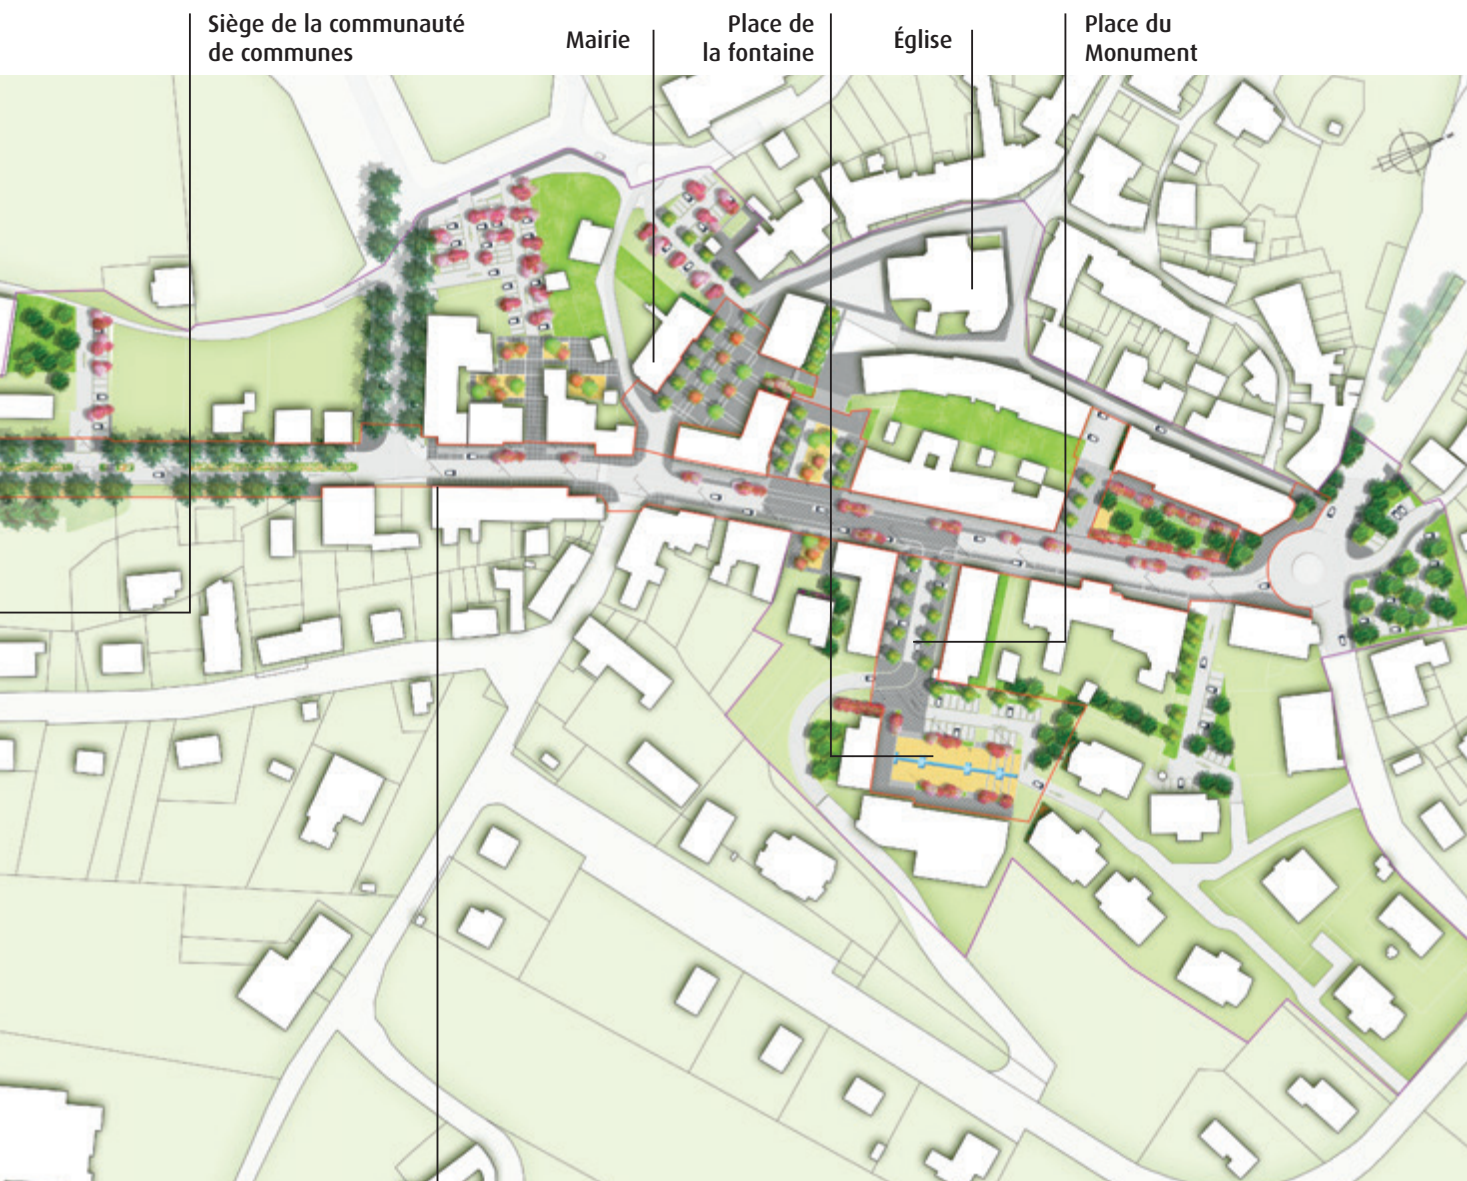 Siège de la communauté
de communes
Mairie
Place de
la fontaine
Église
Place du
Monument